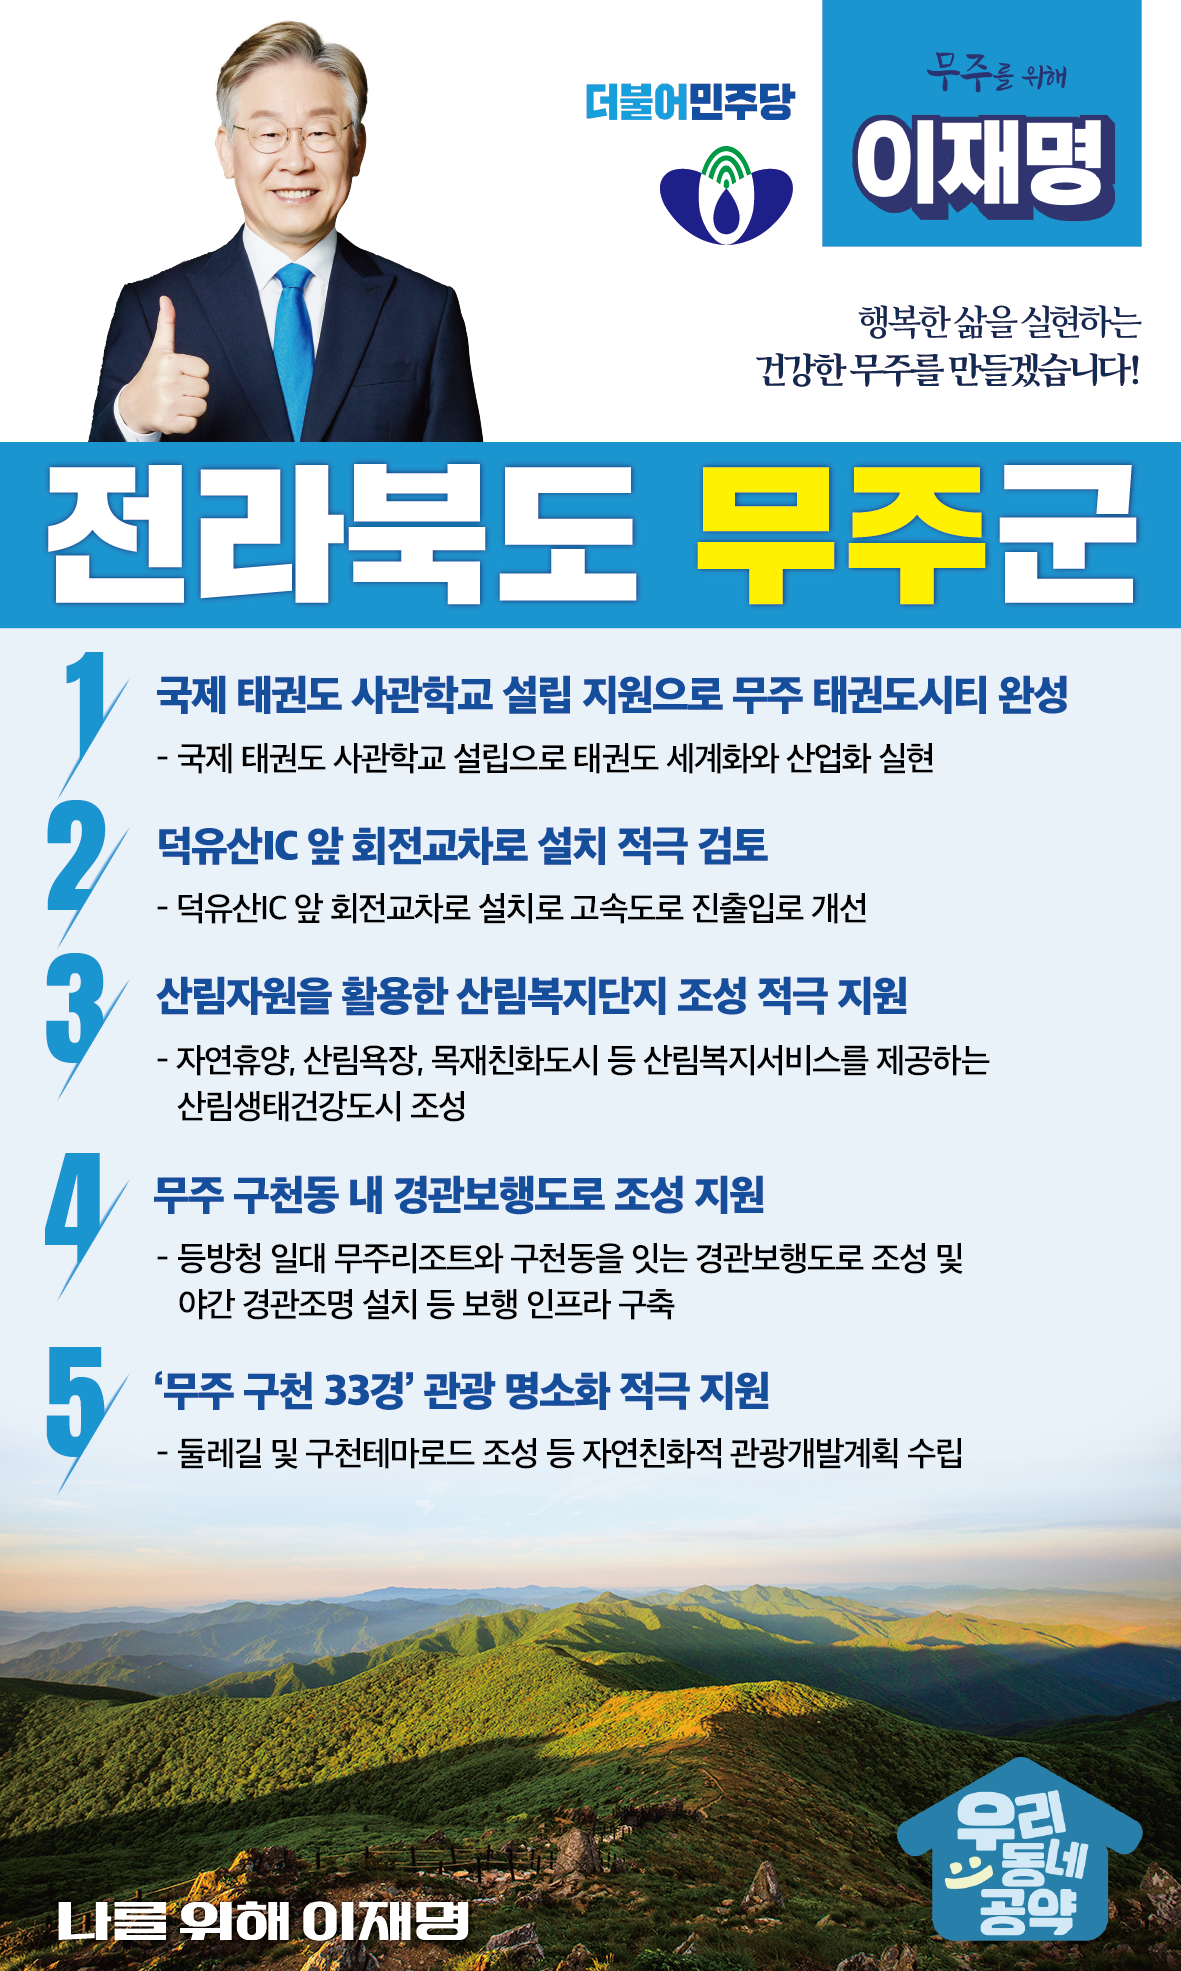 더불어민주당
무주를 위해
이재명
행복한 삶을 실현하는
건강한 무주를 만들겠습니다!
전라북도 무주군
1 국제 태권도 사관학교 설립 지원으로 무주 태권도시티 완성
- 국제 태권도 사관학교 설립으로 태권도 세계화와 산업화 실현
2 덕유산IC 앞 회전교차로 설치 적극 검토
- 덕유산IC 앞 회전교차로 설치로 고속도로 진출입로 개선
3 산림자원을 활용한 산림복지단지 조성 적극 지원
- 자연휴양, 산림욕장, 목재친화도시 등 산림복지서비스를 제공하는
산림생태건강도시 조성
4 무주 구천동 내 경관보행도로 조성 지원
- 등방청 일대 무주리조트와 구천동을 잇는 경관보행도로 조성 및
야간 경관조명 설치 등 보행 인프라 구축
5 ‘무주 구천 33경’ 관광 명소화 적극 지원
- 둘레길 및 구천테마로드 조성 등 자연친화적 관광개발계획 수립
우리
동네
공약
나를 위해 이재명